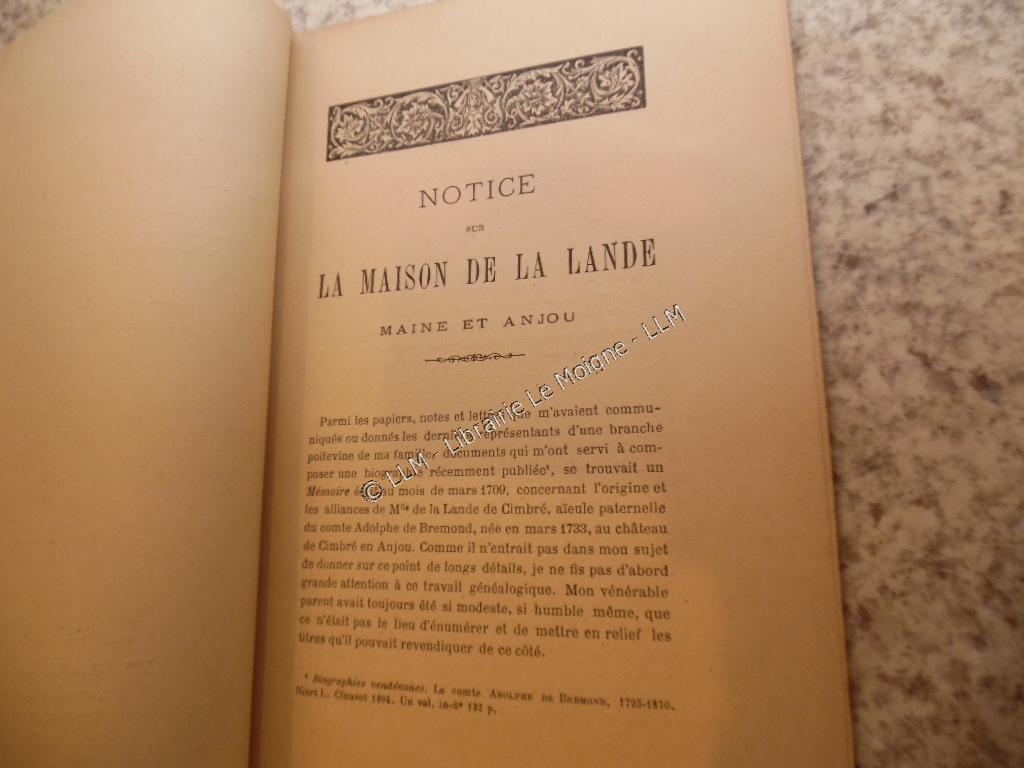 NOTICE
SUR
LA MAISON DE LA LANDE
MAINE ET ANJOU
Parmi les papiers, notes et lettres que m'avaient commu-
niqués ou donnés les derniers représentants d'une branche
poitevine de ma famille, documents qui m'ont servi à com-
poser une biographie récemment publiée¹, se trouvait un
Mémoire écrit au mois de mars 1709, concernant l'origine et
les alliances de Mlle de la Lande de Cimbré, aïeule paternelle
du comte Adolphe de Bremond, née en mars 1733, au château
de Cimbré en Anjou. Comme il n'entrait pas dans mon sujet
de donner sur ce point de longs détails, je ne fis pas d'abord
grande attention à ce travail généalogique. Mon vénérable
parent avait toujours été si modeste, si humble même, que
ce n'était pas le lieu d'énumérer et de mettre en relief les
titres qu'il pouvait revendiquer de ce côté.
¹ Biographies vendéennes. Le comte ADOLPHE DE BREMOND, 1795-1870.
Niort L. Clouzot 1894. Un vol. in-8° 192 p.
© LLM - Librairie Le Moigne - LLM